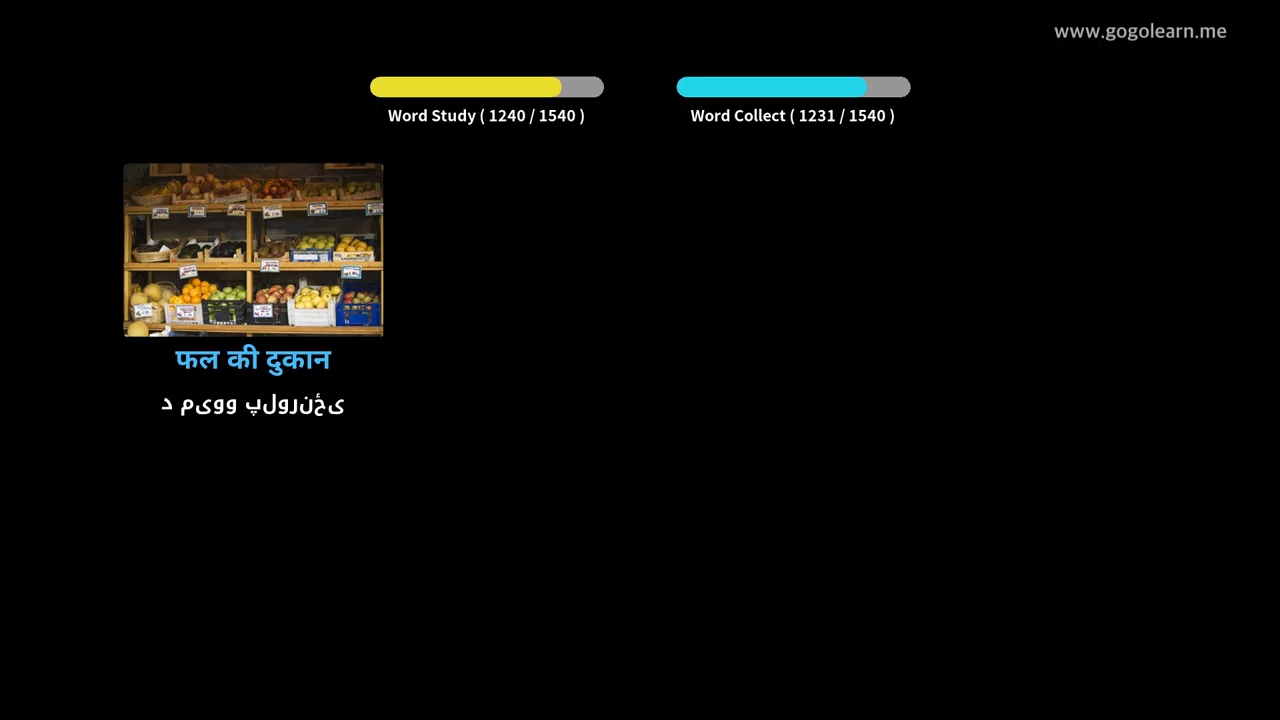 www.gogolearn.me
Word Study ( 1240 / 1540 )
Word Collect ( 1231 / 1540 )
फल की दुकान
د میوو پلورنځی